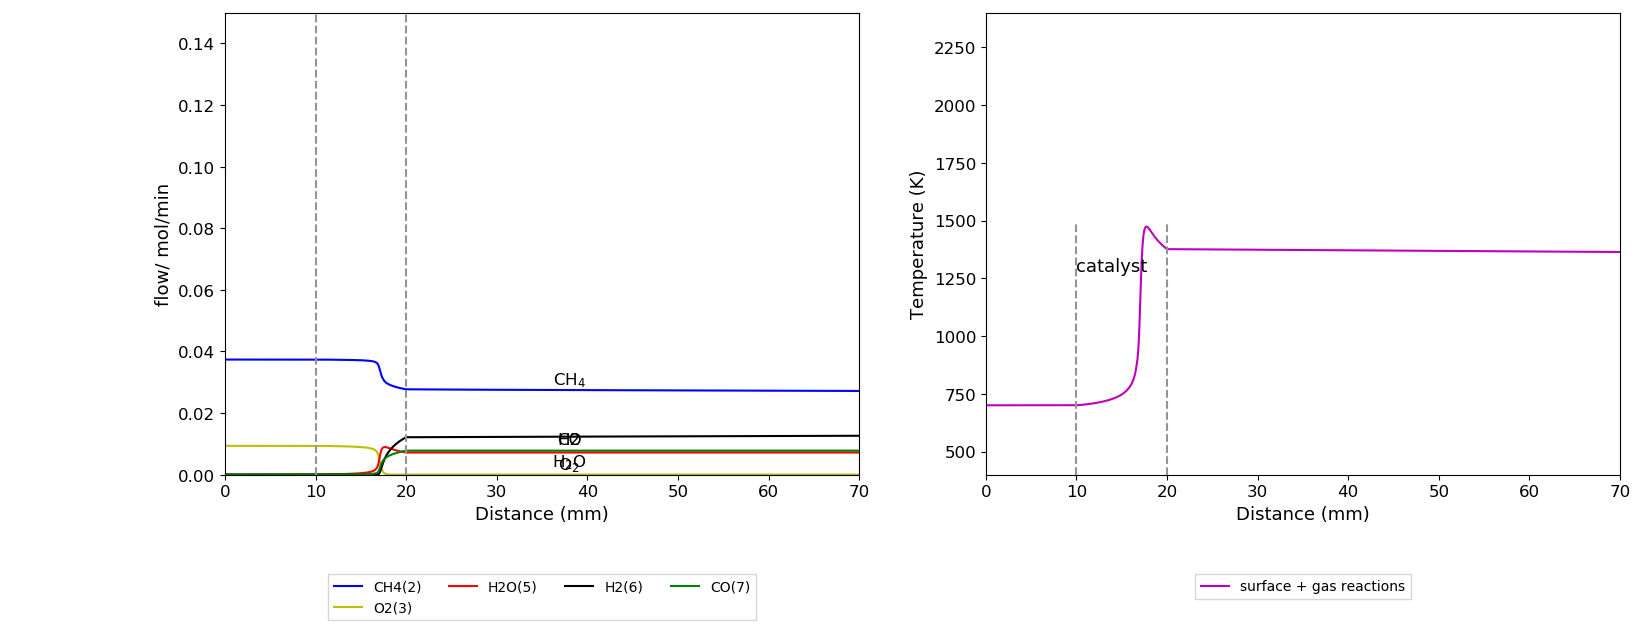 0.14
0.12
0.10
0.08
0.06
0.04
0.02
0.00
flow/ mol/min
CH₄
H₂O
O₂
0 10 20 30 40 50 60 70
Distance (mm)
CH4(2) H2O(5) H2(6) CO(7)
O2(3)
2250
2000
1750
1500
1250
1000
750
500
Temperature (K)
catalyst
0 10 20 30 40 50 60 70
Distance (mm)
surface + gas reactions